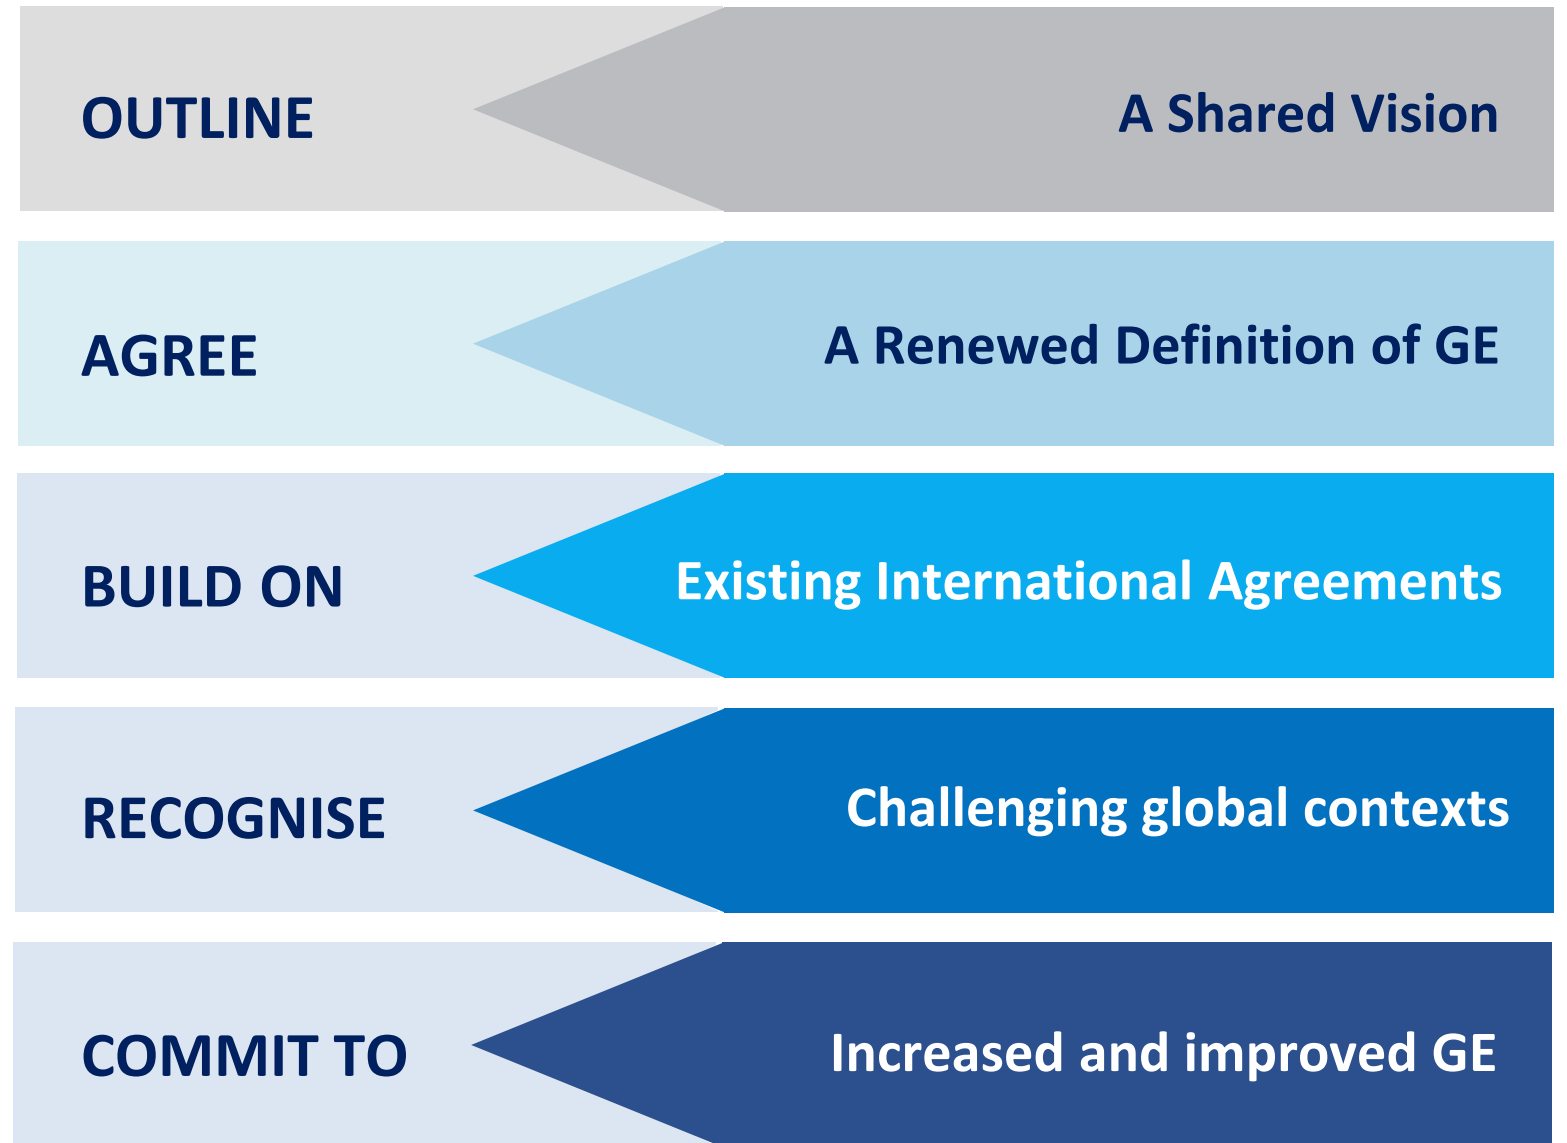 OUTLINE
A Shared Vision
AGREE
A Renewed Definition of GE
BUILD ON
Existing International Agreements
RECOGNISE
Challenging global contexts
COMMIT TO
Increased and improved GE